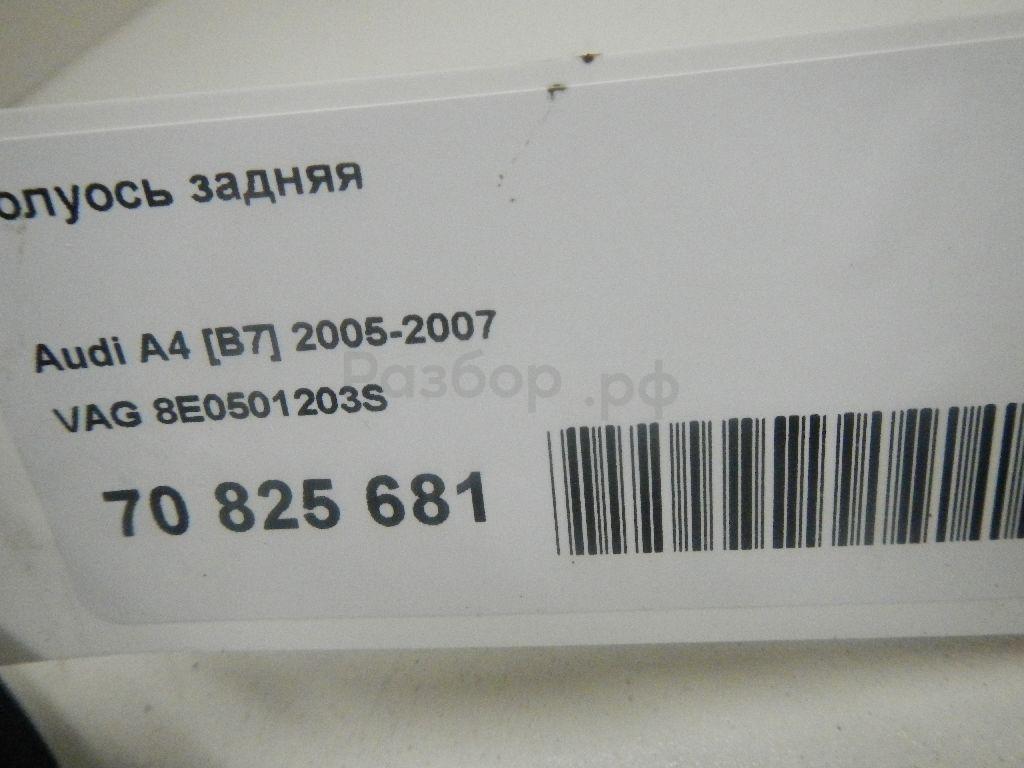 олуось задняя
Audi A4 [B7] 2005-2007
Разбор.рф
VAG 8E0501203S
70 825 681